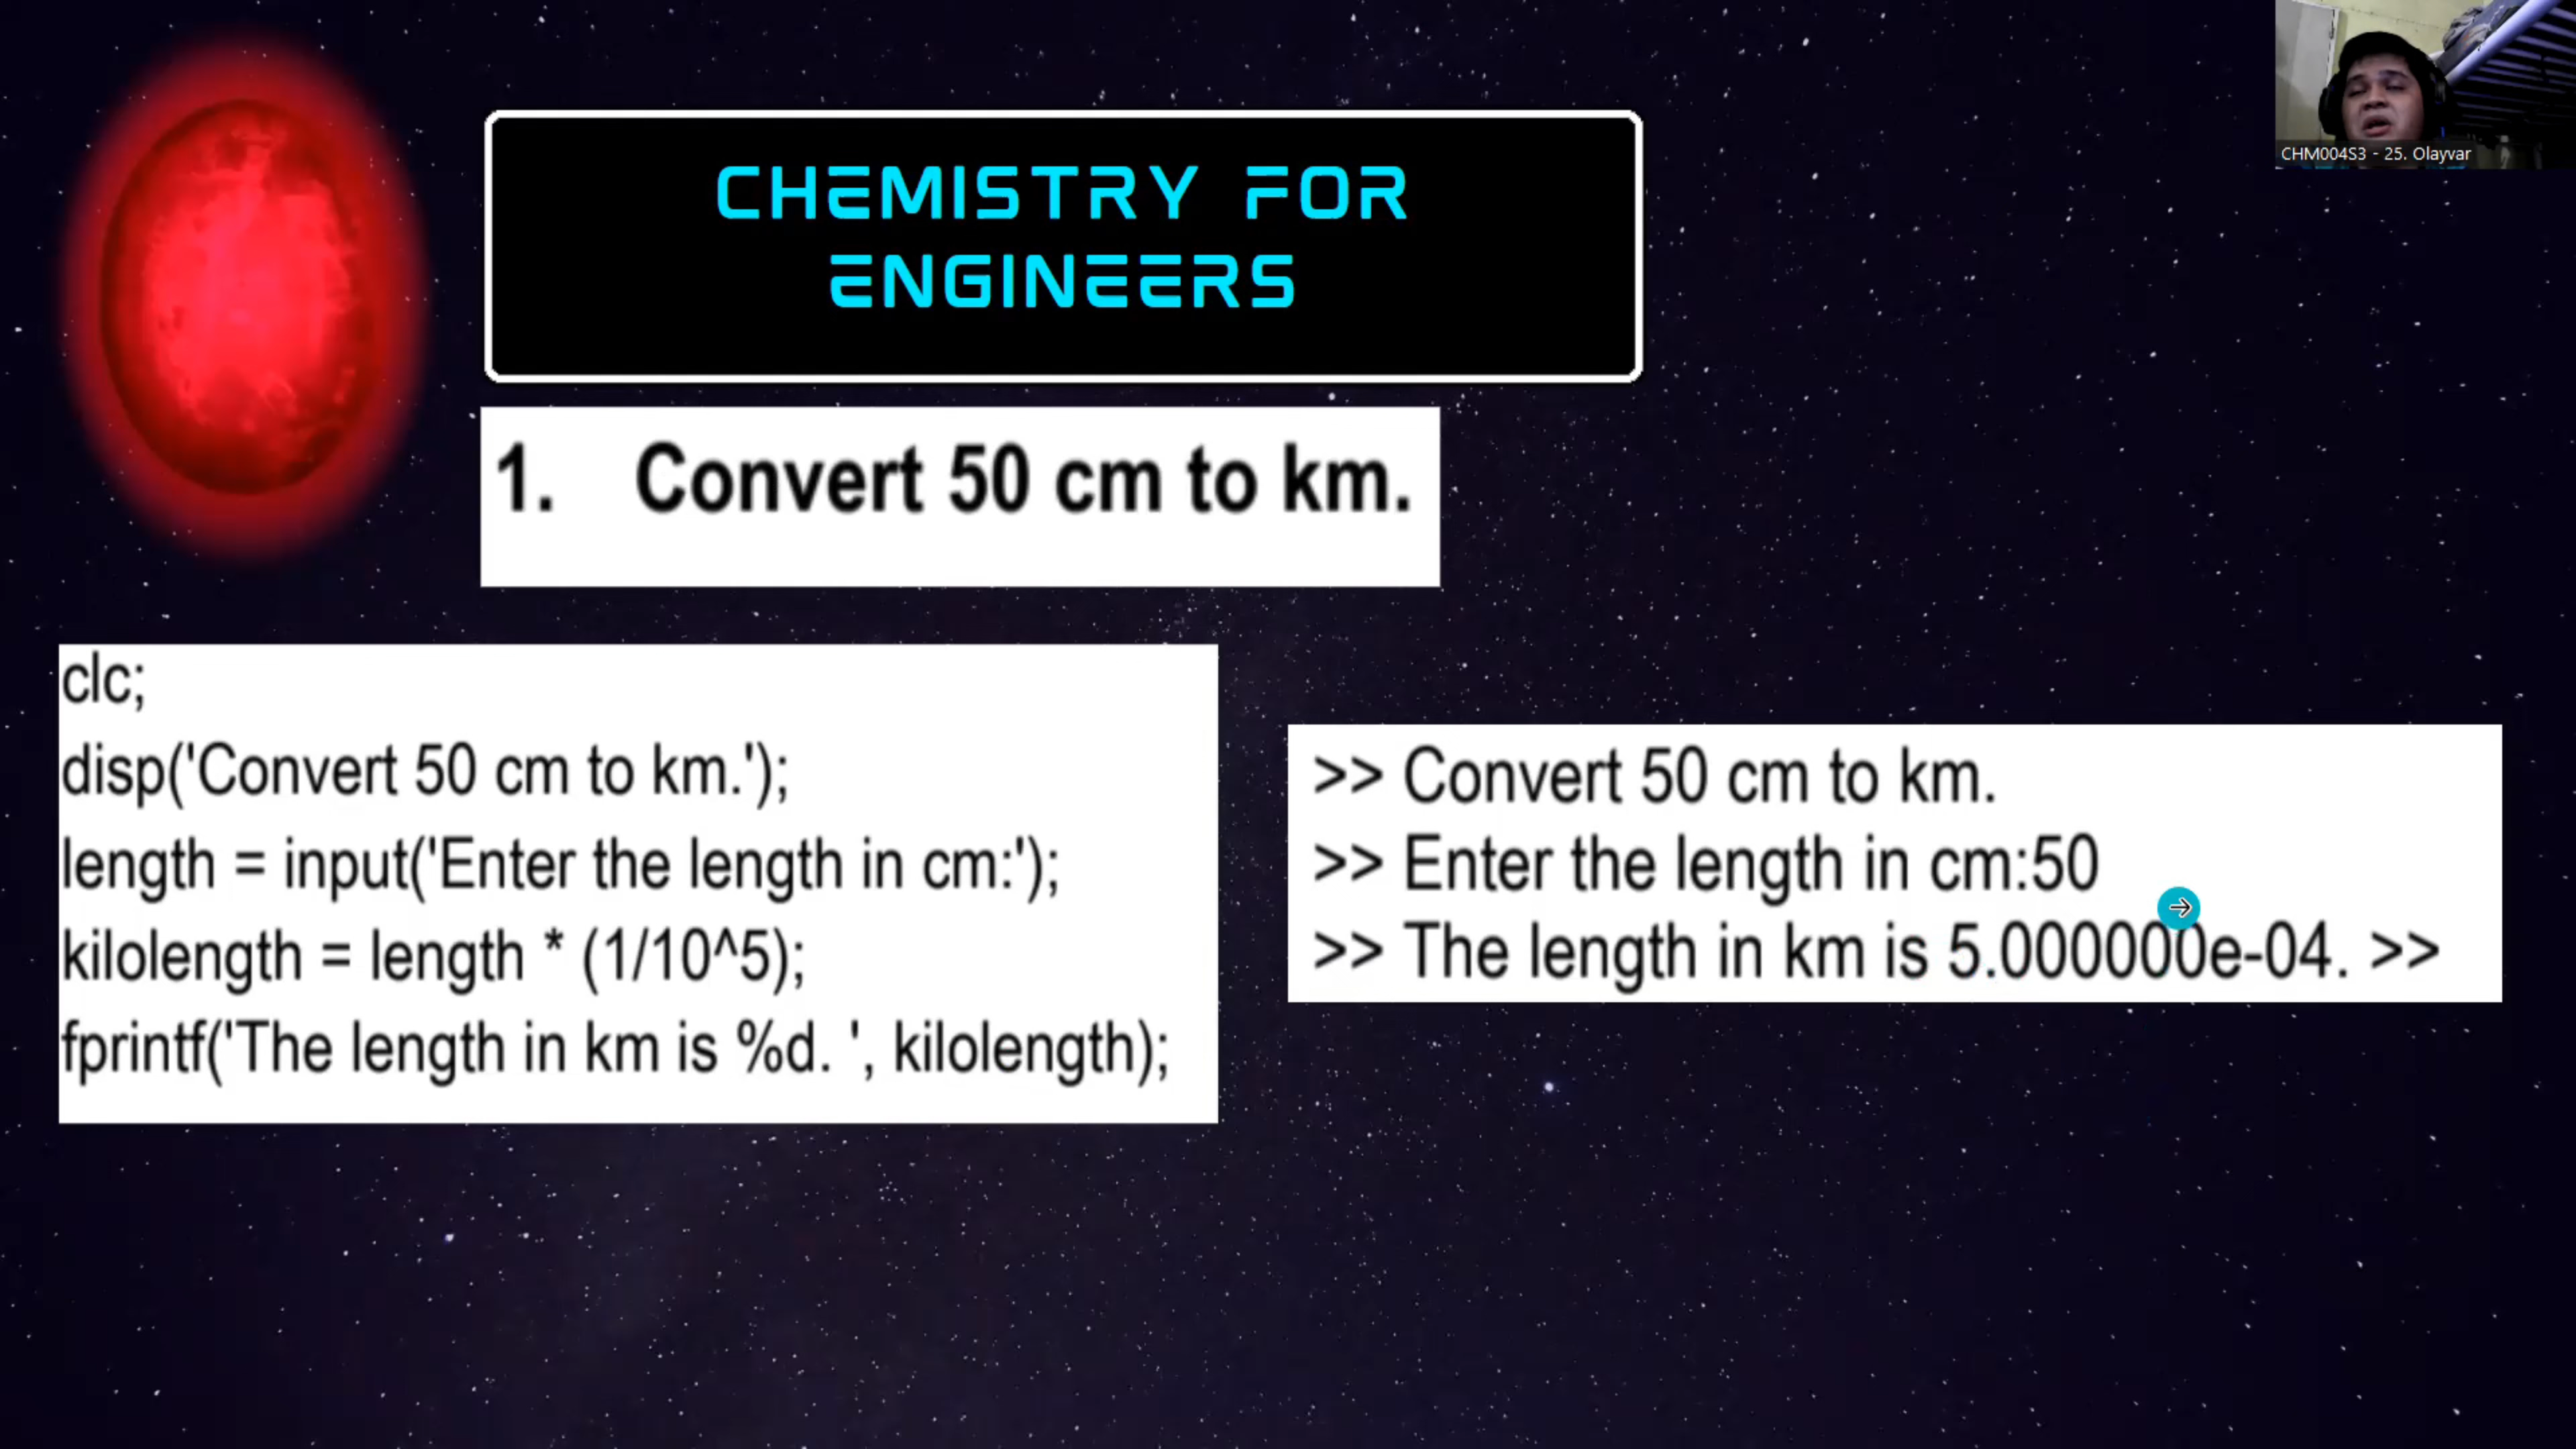 CHEMISTRY FOR
ENGINEERS
CHM004S3 - 25. Olayvar
1. Convert 50 cm to km.
clc;
disp('Convert 50 cm to km.');
length = input('Enter the length in cm:');
kilolength = length * (1/10^5);
fprintf('The length in km is %d. ', kilolength);
>> Convert 50 cm to km.
>> Enter the length in cm:50
>> The length in km is 5.000000e-04. >>